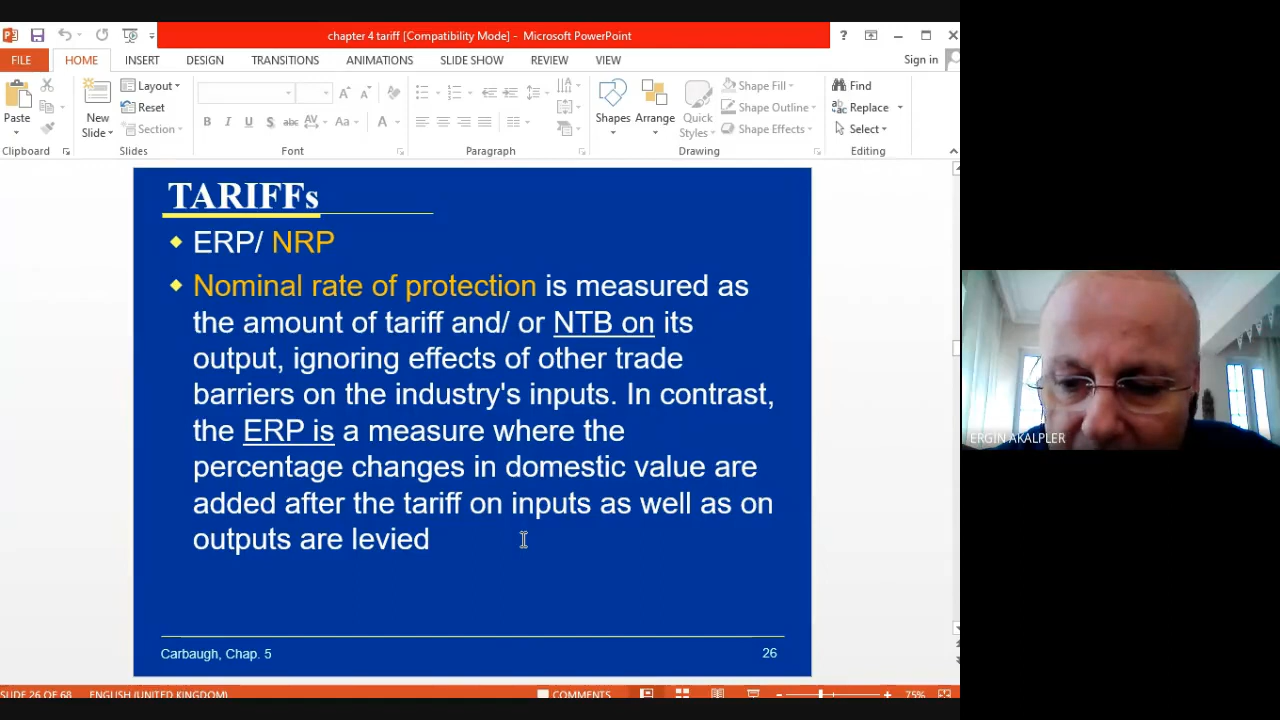 chapter 4 tariff [Compatibility Mode] - Microsoft PowerPoint
?
FILE
HOME
INSERT
DESIGN
TRANSITIONS
ANIMATIONS
SLIDE SHOW
REVIEW
VIEW
Sign in
Paste
New
Slide
Layout
Reset
Section
B I U S abc AV Aa A
Shapes
Arrange
Quick
Styles
Shape Fill
Shape Outline
Shape Effects
Find
Replace
Select
Clipboard
Slides
Font
Paragraph
Drawing
Editing
TARIFFs
ERP/ NRP
Nominal rate of protection is measured as
the amount of tariff and/ or NTB on its
output, ignoring effects of other trade
barriers on the industry's inputs. In contrast,
the ERP is a measure where the
percentage changes in domestic value are
added after the tariff on inputs as well as on
outputs are levied
Carbaugh, Chap. 5
26
ERGIN AKALPLER
SLIDE 26 OF 68
ENGLISH (UNITED KINGDOM)
COMMENTS
75%